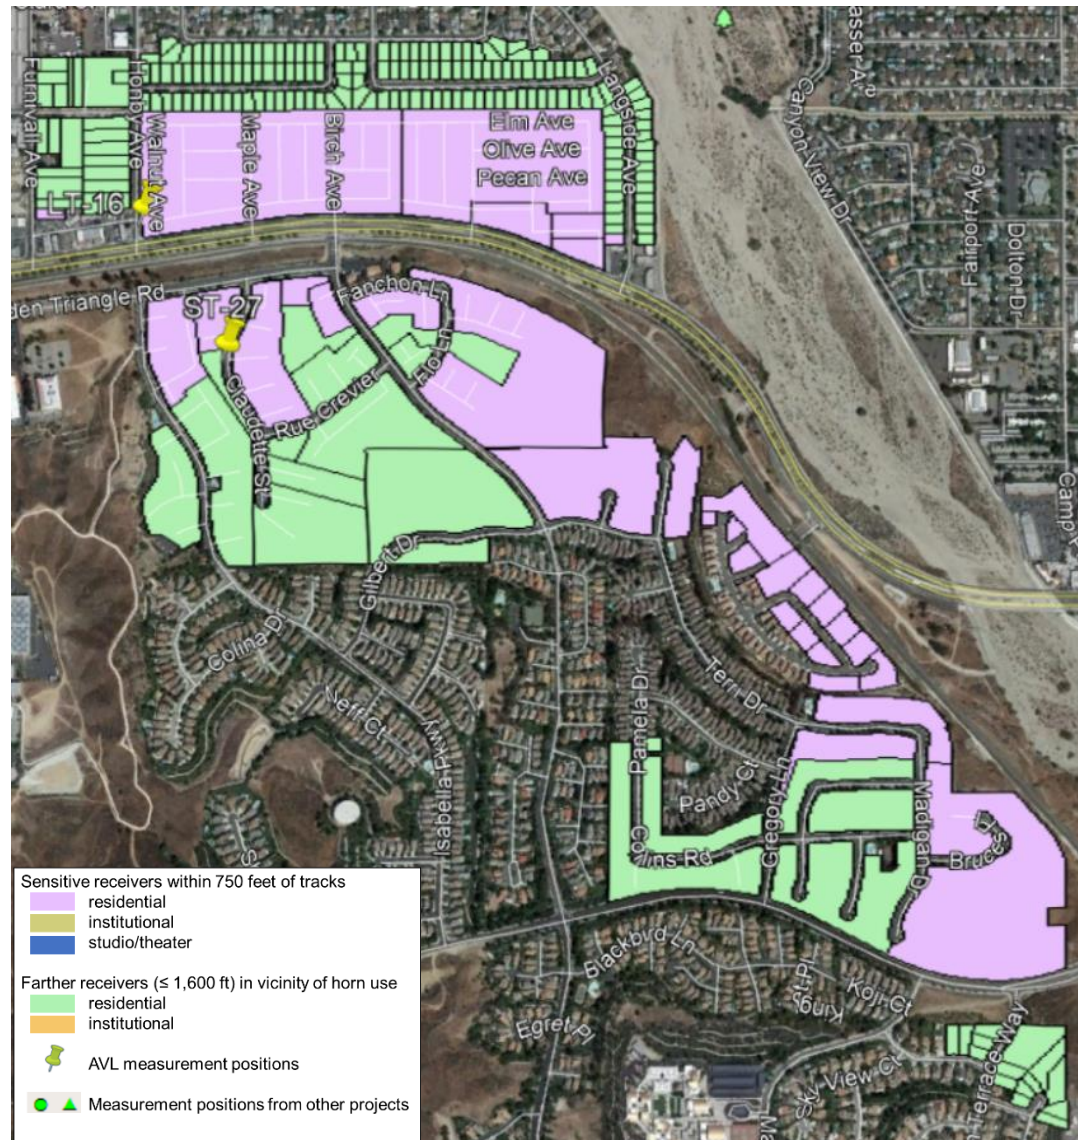 Furnivall Ave
Honby Ave
Walnut Ave
Maple Ave
Birch Ave
Elm Ave
Olive Ave
Pecan Ave
Langside Ave
Canyon View Dr
Fairport Ave
Dolton Dr
LT-16
den Triangle Rd
ST-27
Fanchon Ln
Flo Ln
Rue Crevier
Claudette St
Gilbert Dr
Colina Dr
Neff Ct
Isabella Pkwy
Pamela Dr
Terri Dr
Pandy Ct
Gregory Ln
Collins Rd
Madigan Dr
Bruces
Blackbird Ln
Egret Pl
Koji Ct
Sky View Ct
Terrace Way
Sensitive receivers within 750 feet of tracks
residential
institutional
studio/theater
Farther receivers (≤ 1,600 ft) in vicinity of horn use
residential
institutional
AVL measurement positions
Measurement positions from other projects